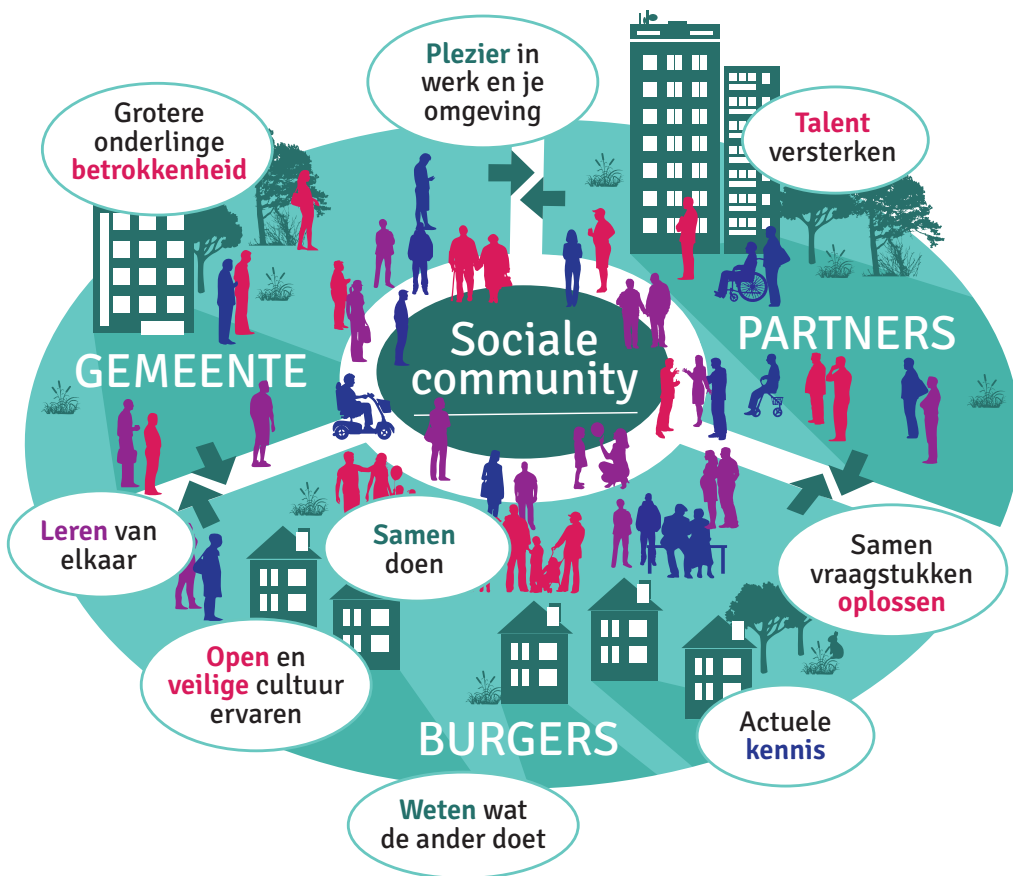 Plezier in
werk en je
omgeving
Grotere
onderlinge
betrokkenheid
Talent
versterken
Sociale
community
PARTNERS
GEMEENTE
Leren van
elkaar
Samen
doen
Samen
vraagstukken
oplossen
Open en
veilige cultuur
ervaren
BURGERS
Actuele
kennis
Weten wat
de ander doet